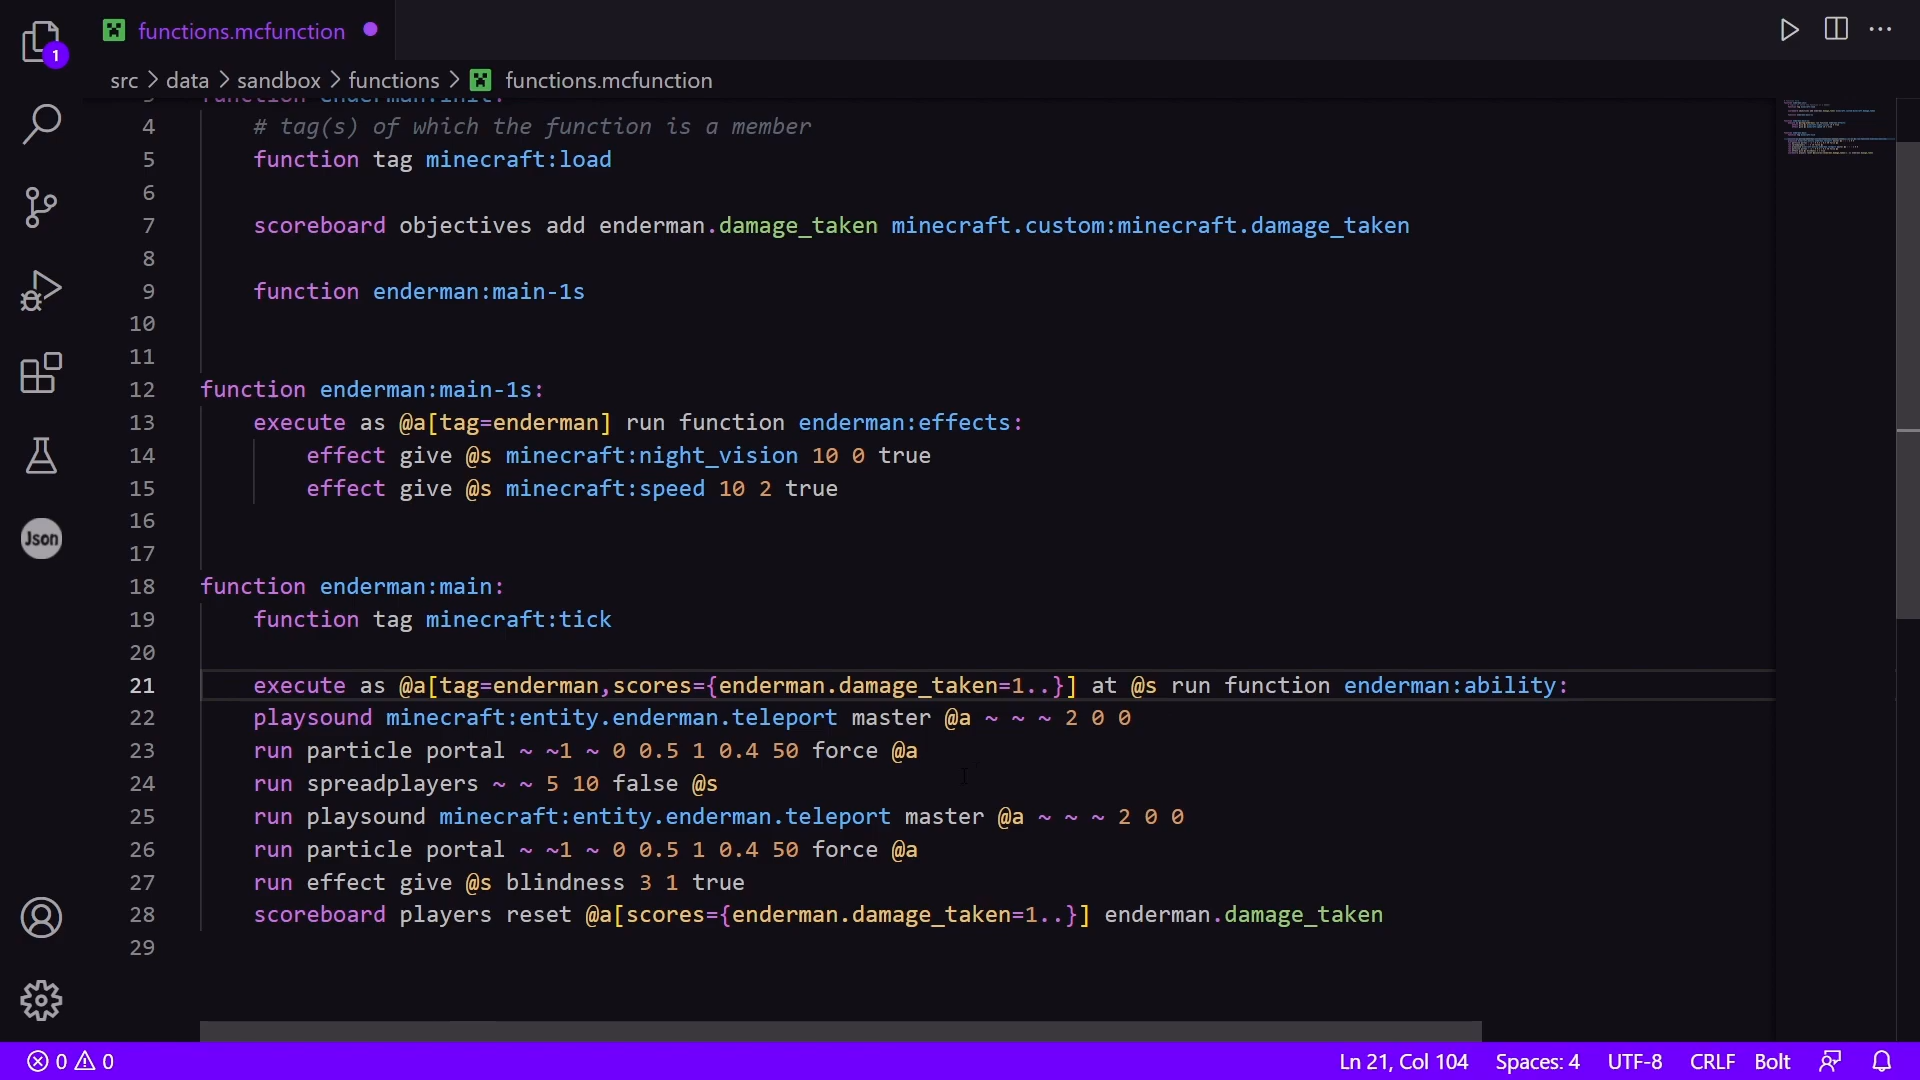 functions.mcfunction
1
src > data > sandbox > functions > functions.mcfunction
3 function enderman:init:
4 # tag(s) of which the function is a member
5 function tag minecraft:load
6
7 scoreboard objectives add enderman.damage_taken minecraft.custom:minecraft.damage_taken
8
9 function enderman:main-1s
10
11
12 function enderman:main-1s:
13 execute as @a[tag=enderman] run function enderman:effects:
14 effect give @s minecraft:night_vision 10 0 true
15 effect give @s minecraft:speed 10 2 true
16
17
18 function enderman:main:
19 function tag minecraft:tick
20
21 execute as @a[tag=enderman,scores={enderman.damage_taken=1..}] at @s run function enderman:ability:
22 playsound minecraft:entity.enderman.teleport master @a ~ ~ ~ 2 0 0
23 run particle portal ~ ~1 ~ 0 0.5 1 0.4 50 force @a
24 run spreadplayers ~ ~ 5 10 false @s
25 run playsound minecraft:entity.enderman.teleport master @a ~ ~ ~ 2 0 0
26 run particle portal ~ ~1 ~ 0 0.5 1 0.4 50 force @a
27 run effect give @s blindness 3 1 true
28 scoreboard players reset @a[scores={enderman.damage_taken=1..}] enderman.damage_taken
29
Json
0 0 Ln 21, Col 104 Spaces: 4 UTF-8 CRLF Bolt